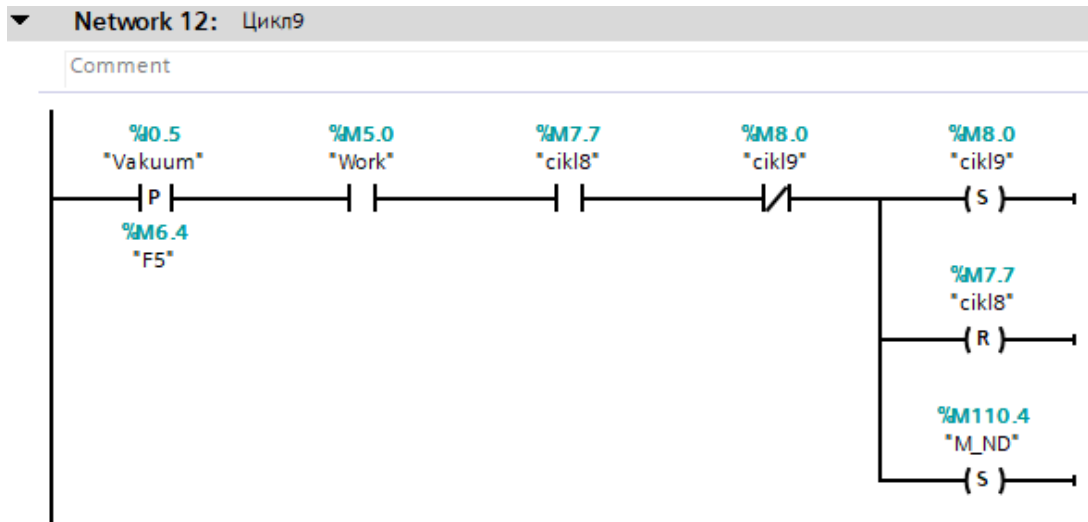 Network 12: Цикл9
Comment
%I0.5 %M5.0 %M7.7 %M8.0 %M8.0
"Vakuum" "Work" "cikl8" "cikl9" "cikl9"
P S
%M6.4
"F5"
%M7.7
"cikl8"
R
%M110.4
"M_ND"
S